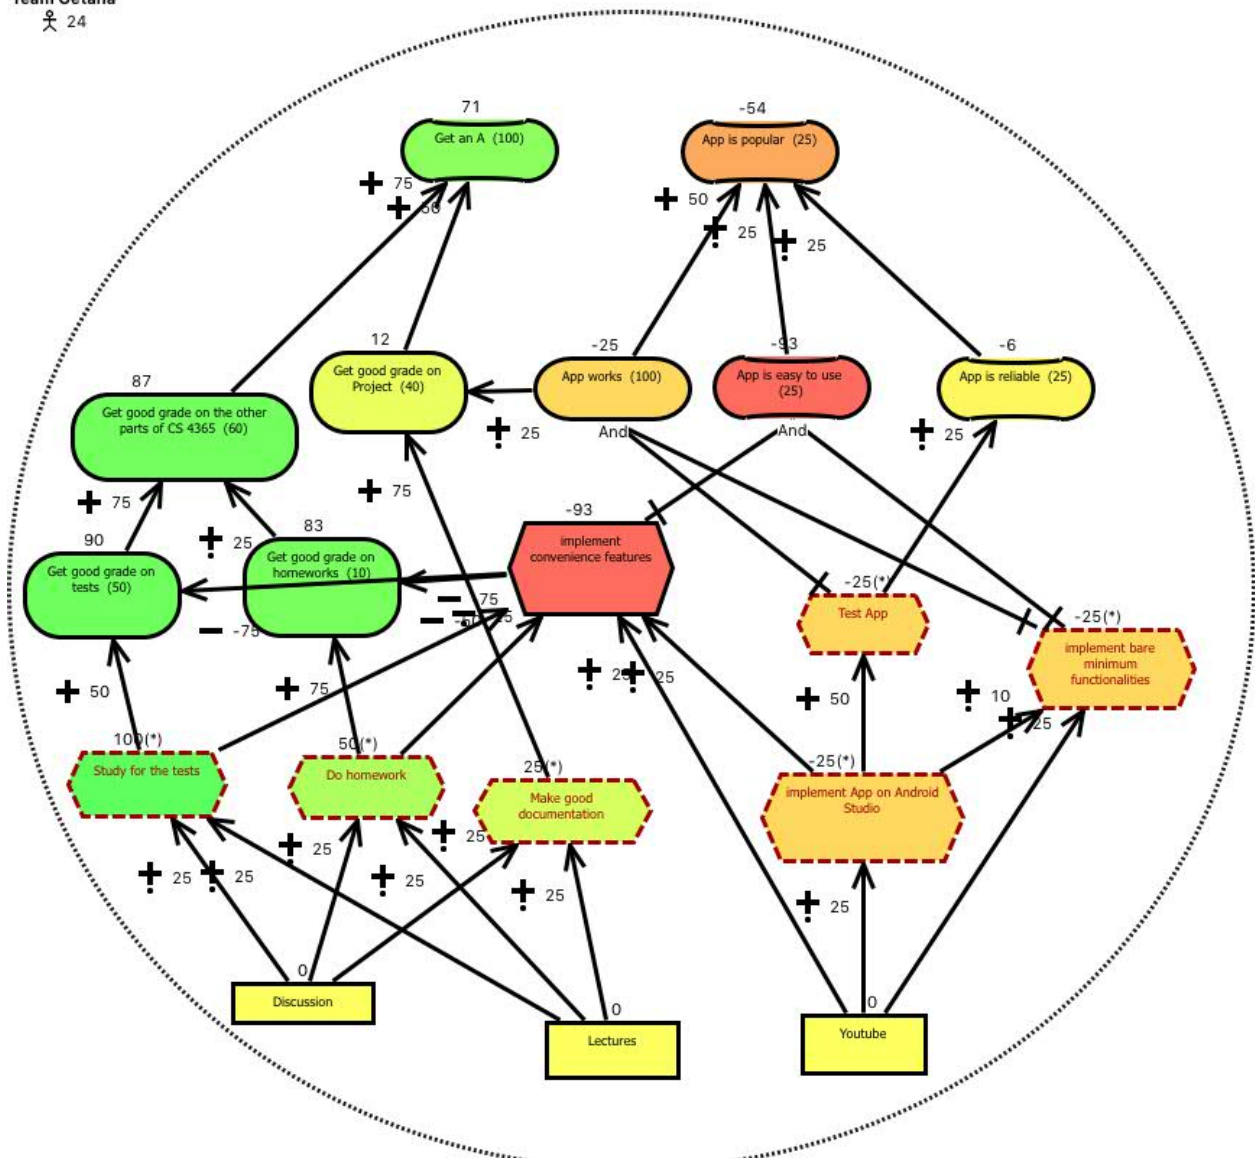 Team Getana
24
71
-54
Get an A (100)
App is popular (25)
75
50
50
25
25
12
-25
-93
-6
Get good grade on
Project (40)
App works (100)
App is easy to use
(25)
App is reliable (25)
87
Get good grade on the other
parts of CS 4365 (60)
25
And
And
25
75
75
25
90
83
-93
Get good grade on
tests (50)
Get good grade on
homeworks (10)
implement
convenience features
-25(*)
Test App
-25(*)
implement bare
minimum
functionalities
-75
-75
25
25
50
75
50
10
25
100(*)
50(*)
25(*)
-25(*)
Study for the tests
Do homework
Make good
documentation
implement App on Android
Studio
25
25
25
25
25
25
25
0
Discussion
0
Lectures
0
Youtube